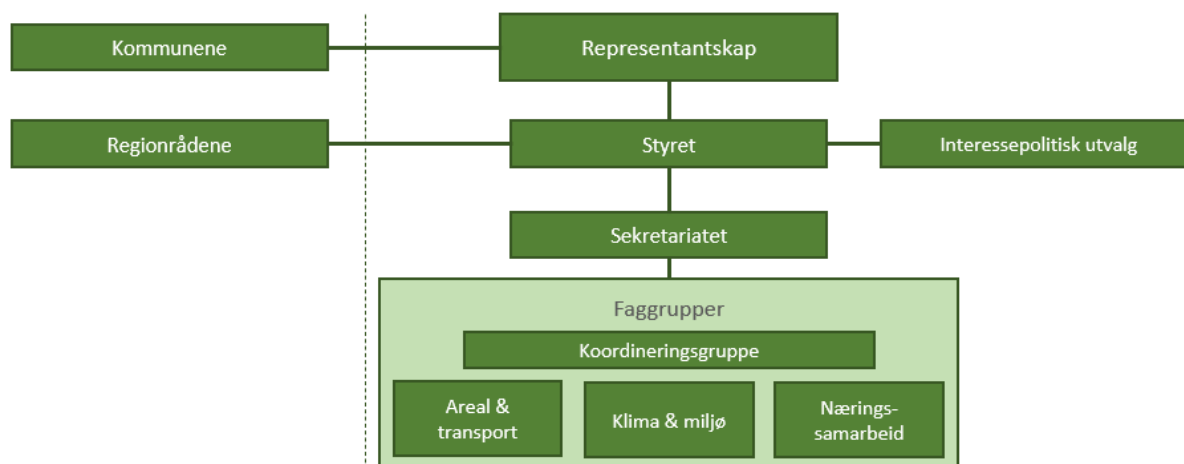 Kommunene
Representantskap
Regionrådene
Styret
Interessepolitisk utvalg
Sekretariatet
Faggrupper
Koordineringsgruppe
Areal &
transport
Klima & miljø
Nærings-
samarbeid